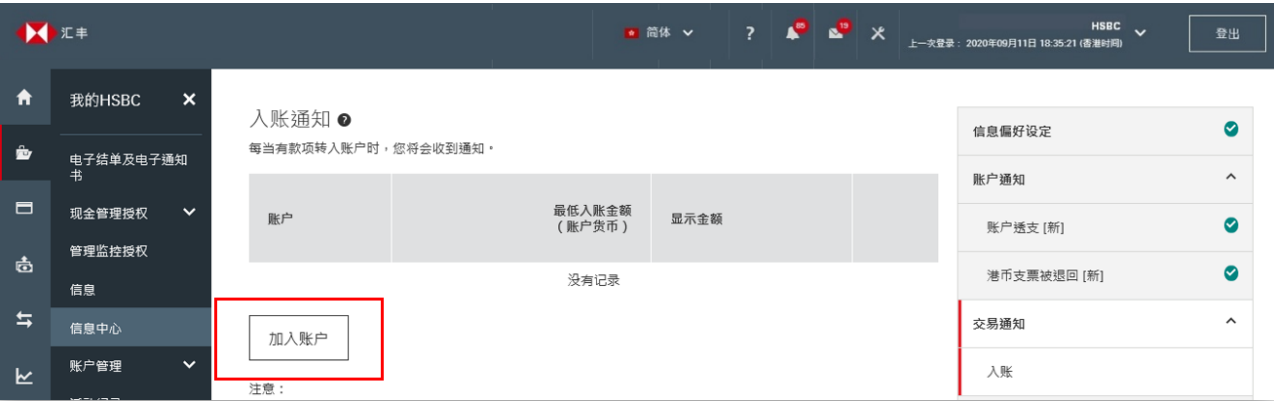 汇丰
简体
?
85
19
HSBC
上一次登录: 2020年09月11日 18:35:21 (香港时间)
登出
我的HSBC
电子结单及电子通知
书
现金管理授权
管理监控授权
信息
信息中心
账户管理
入账通知
每当有款项转入账户时,您将会收到通知。
账户
最低入账金额
(账户货币)
显示金额
没有记录
加入账户
注意:
信息偏好设定
账户通知
账户透支 [新]
港币支票被退回 [新]
交易通知
入账